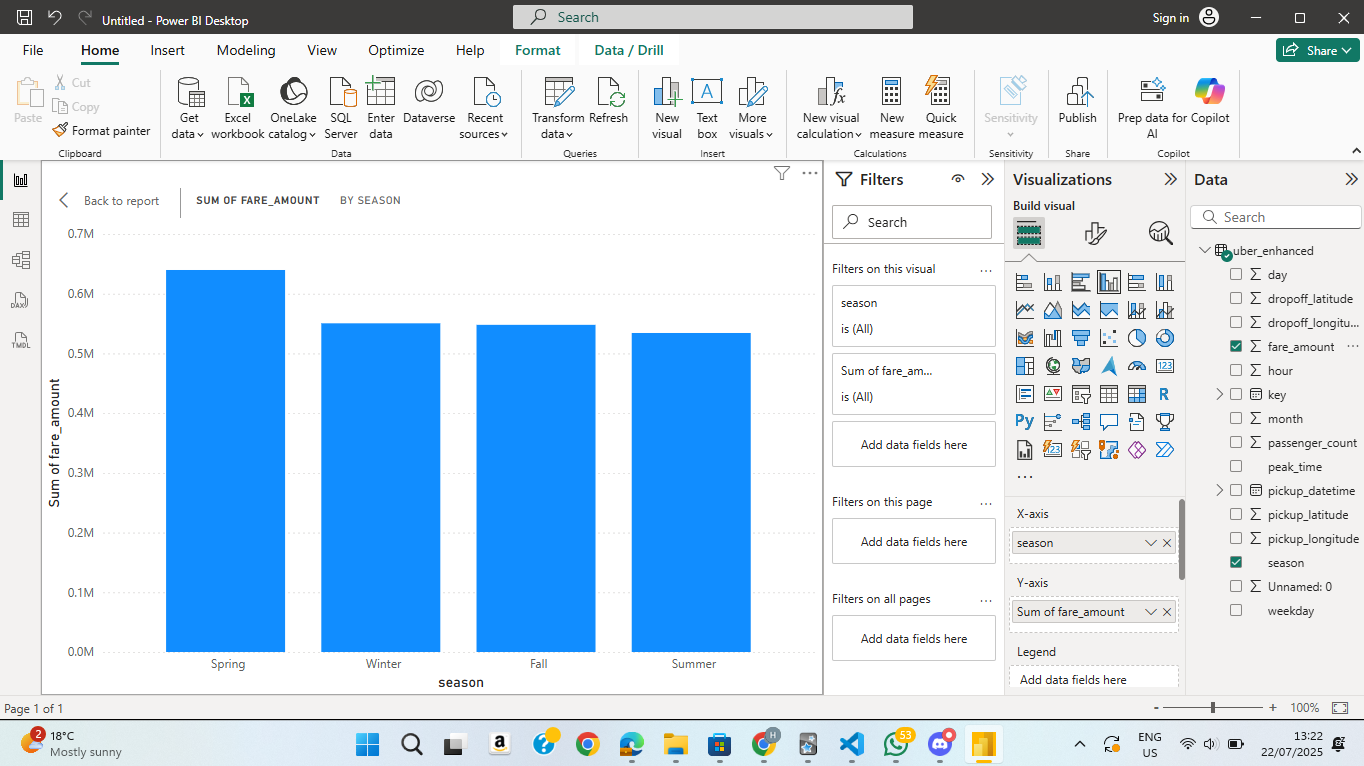 Untitled - Power BI Desktop
Search
Sign in
File
Home
Insert
Modeling
View
Optimize
Help
Format
Data / Drill
Share
Paste
Cut
Copy
Format painter
Clipboard
Get data
Excel workbook
OneLake catalog
SQL Server
Enter data
Dataverse
Recent sources
Data
Transform data
Refresh
Queries
New visual
Text box
More visuals
Insert
New visual calculation
New measure
Quick measure
Calculations
Sensitivity
Sensitivity
Publish
Share
Prep data for AI
Copilot
Copilot
DAX
TMDL
Back to report
SUM OF FARE_AMOUNT
BY SEASON
0.7M
0.6M
0.5M
0.4M
0.3M
0.2M
0.1M
0.0M
Sum of fare_amount
Spring
Winter
Fall
Summer
season
Filters
Search
Filters on this visual
season
is (All)
Sum of fare_am...
is (All)
Add data fields here
Filters on this page
Add data fields here
Filters on all pages
Add data fields here
Visualizations
Build visual
123
R
Py
123
X-axis
season
Y-axis
Sum of fare_amount
Legend
Add data fields here
Data
Search
uber_enhanced
day
dropoff_latitude
dropoff_longitu...
fare_amount
hour
key
month
passenger_count
peak_time
pickup_datetime
pickup_latitude
pickup_longitude
season
Unnamed: 0
weekday
Page 1 of 1
- + 100%
2
18°C
Mostly sunny
a
?
H
53
ENG
US
13:22
22/07/2025